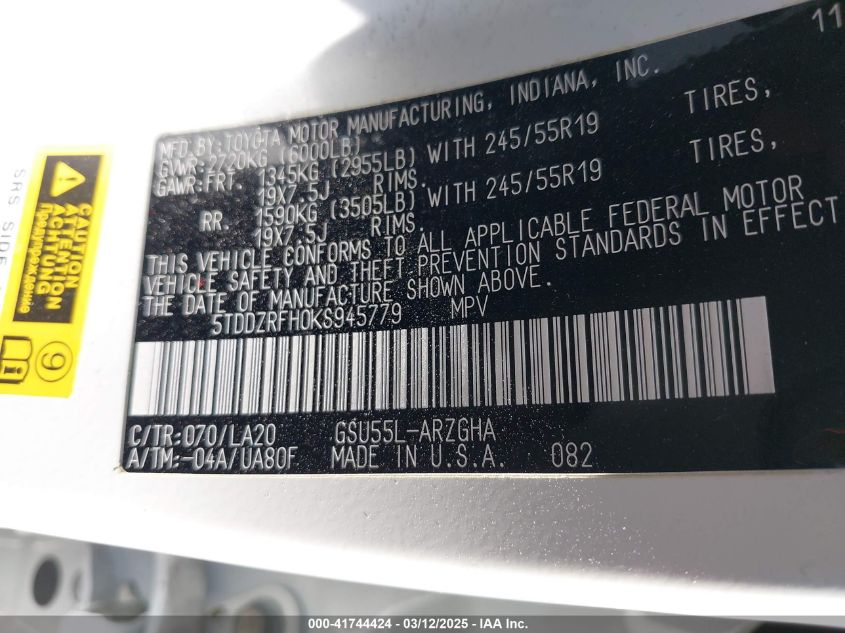 11
MFD. BY: TOYOTA MOTOR MANUFACTURING, INDIANA, INC.
GVWR: 2720KG (6000LB)
GAWR: FRT. 1345KG (2955LB) WITH 245/55R19 TIRES,
19X7.5J RIMS.
RR. 1590KG (3505LB) WITH 245/55R19 TIRES,
19X7.5J RIMS.
THIS VEHICLE CONFORMS TO ALL APPLICABLE FEDERAL MOTOR
VEHICLE SAFETY AND THEFT PREVENTION STANDARDS IN EFFECT
THE DATE OF MANUFACTURE SHOWN ABOVE.
5TDDZRFH0KS945779 MPV
C/TR:070/LA20 GSU55L-ARZGHA
A/TM:-04A/UA80F MADE IN U.S.A. 082
SRS SIDE
CAUTION
ATTENTION
ACHTUNG
Предупреждение
9
i
000-41744424 - 03/12/2025 - IAA Inc.